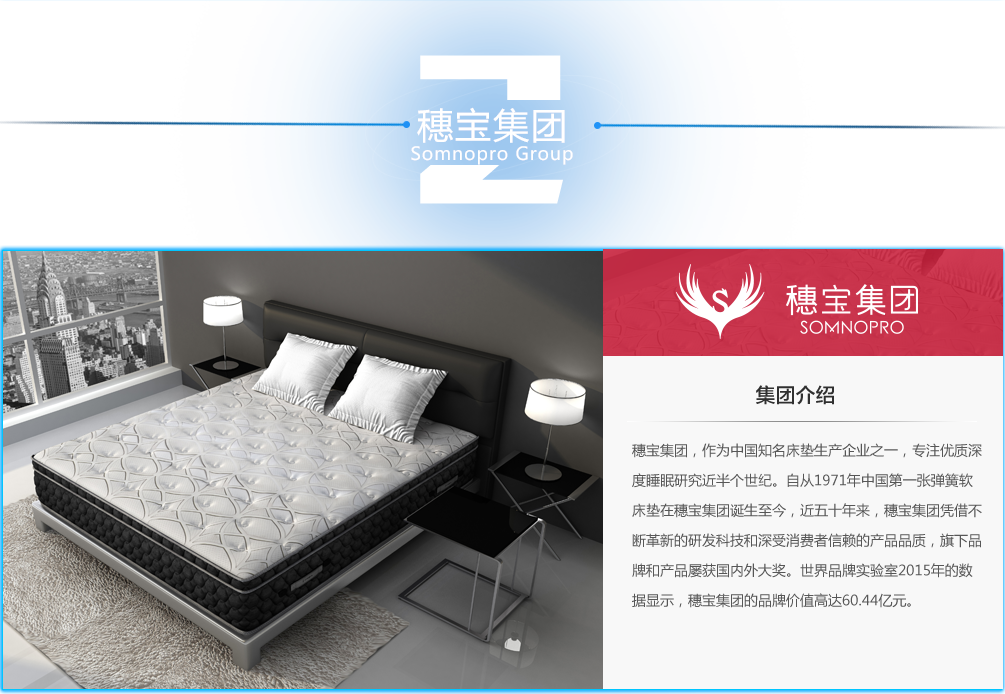 穗宝集团
Somnopro Group
S
穗宝集团
SOMNOPRO
集团介绍
穗宝集团，作为中国知名床垫生产企业之一，专注优质深
度睡眠研究近半个世纪。自从1971年中国第一张弹簧软
床垫在穗宝集团诞生至今，近五十年来，穗宝集团凭借不
断革新的研发科技和深受消费者信赖的产品品质，旗下品
牌和产品屡获国内外大奖。世界品牌实验室2015年的数
据显示，穗宝集团的品牌价值高达60.44亿元。